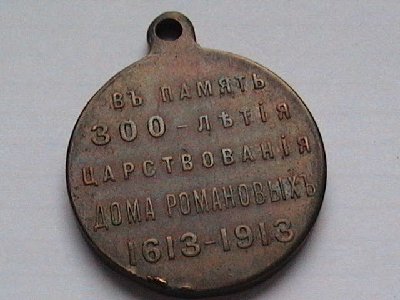 ВЪ ПАМЯТЬ
300-ЛѢТІЯ
ЦАРСТВОВАНІЯ
ДОМА РОМАНОВЫХЪ
1613-1913